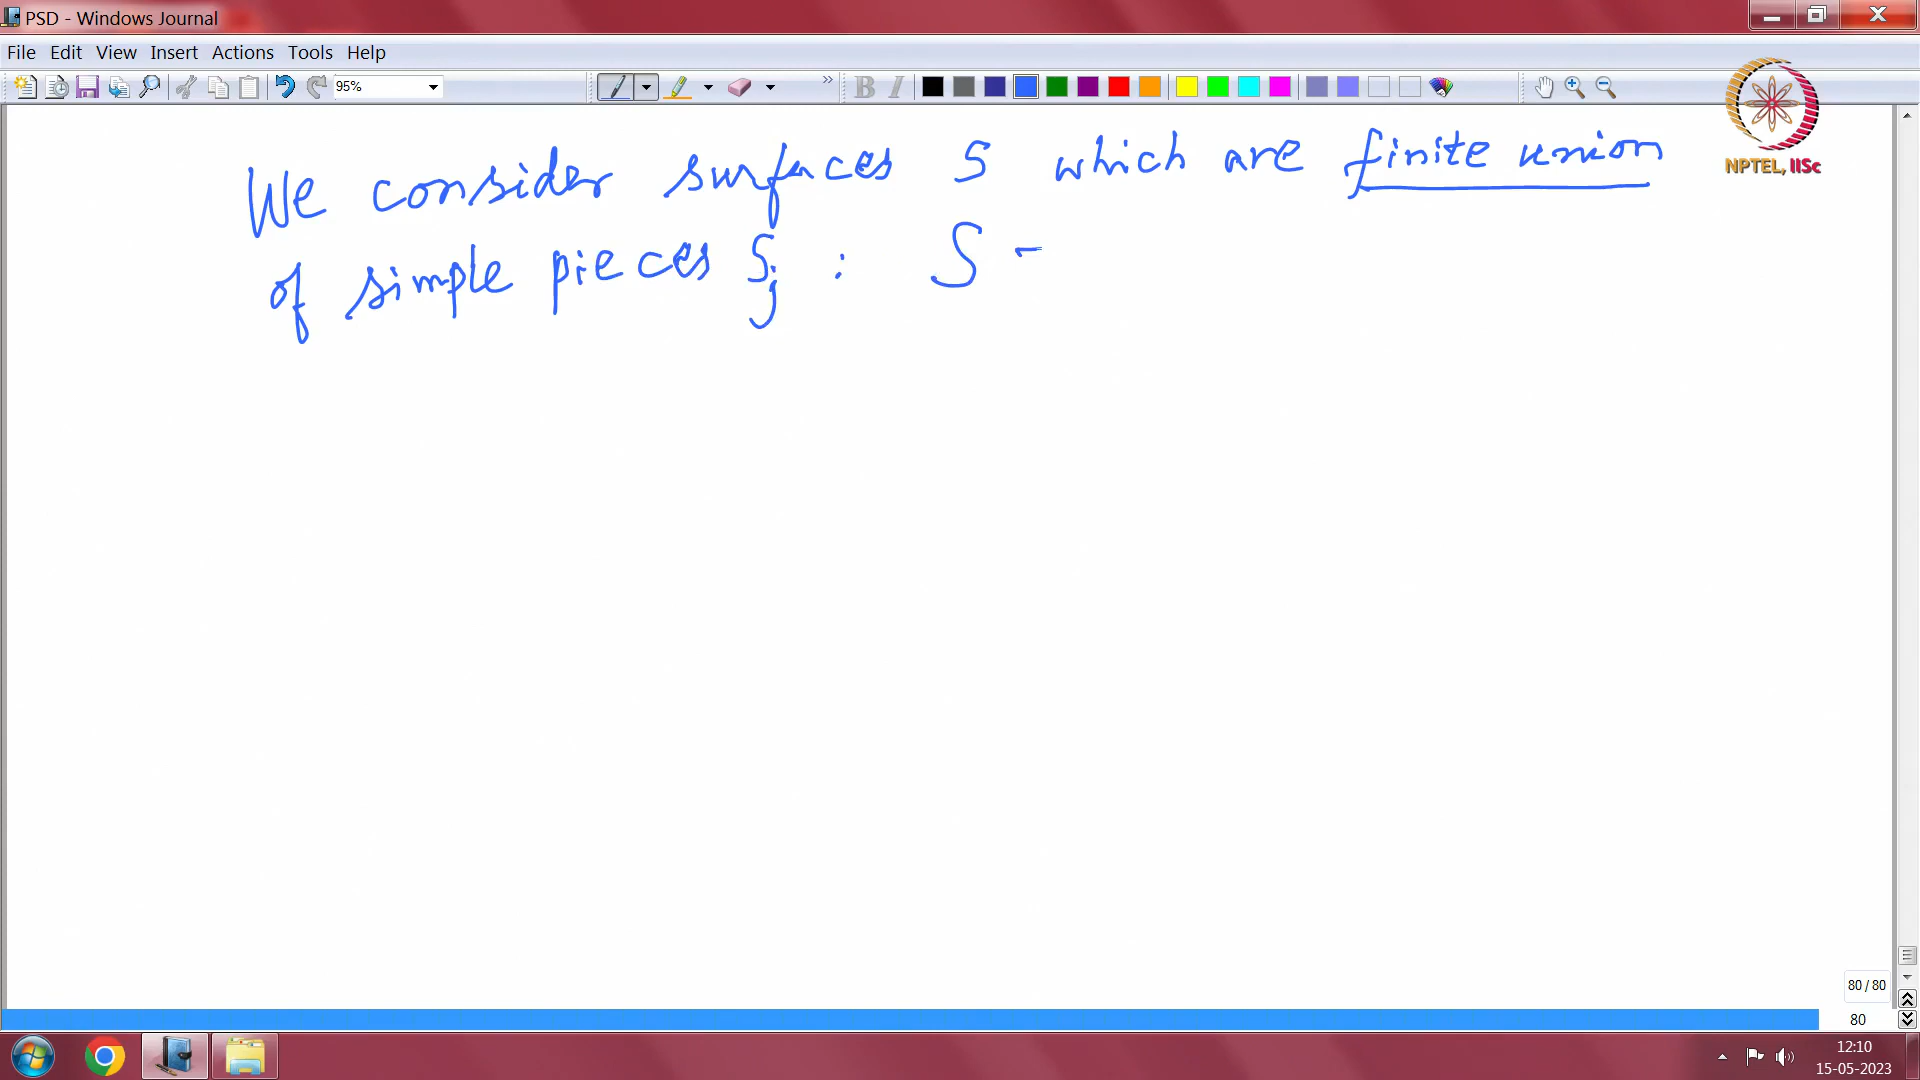 PSD - Windows Journal
File Edit View Insert Actions Tools Help
95%
B I
NPTEL, IISc
We consider surfaces S which are finite union
of simple pieces Sj : S -
80 / 80
80
12:10
15-05-2023